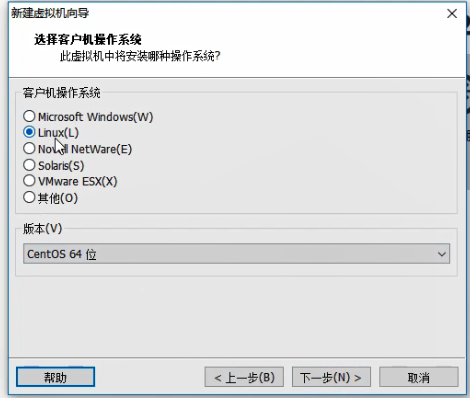 新建虚拟机向导
选择客户机操作系统
此虚拟机中将安装哪种操作系统?
客户机操作系统
Microsoft Windows(W)
Linux(L)
Novell NetWare(E)
Solaris(S)
VMware ESX(X)
其他(O)
版本(V)
CentOS 64 位
帮助
< 上一步(B)
下一步(N) >
取消